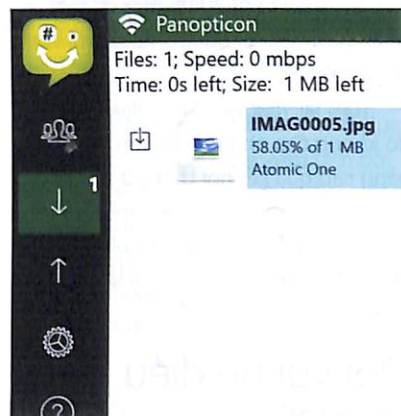 Panopticon
Files: 1; Speed: 0 mbps
Time: 0s left; Size: 1 MB left
IMAG0005.jpg
58.05% of 1 MB
Atomic One
1
#
?